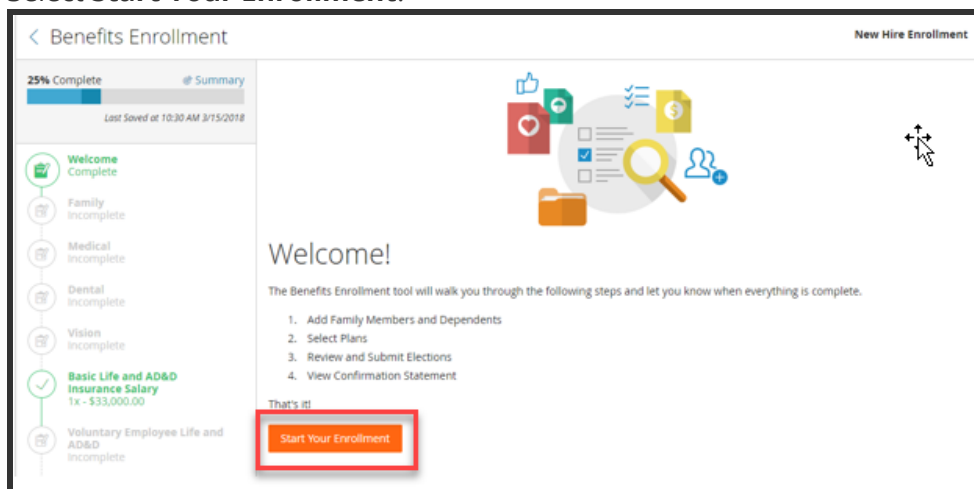 Select Start Your Enrollment.
< Benefits Enrollment
New Hire Enrollment
25% Complete
Summary
Last Saved at 10:30 AM 3/15/2018
Welcome
Complete
Family
Incomplete
Medical
Incomplete
Dental
Incomplete
Vision
Incomplete
Basic Life and AD&D
Insurance Salary
1x - $33,000.00
Voluntary Employee Life and
AD&D
Incomplete
Welcome!
The Benefits Enrollment tool will walk you through the following steps and let you know when everything is complete.
1. Add Family Members and Dependents
2. Select Plans
3. Review and Submit Elections
4. View Confirmation Statement
That's it!
Start Your Enrollment